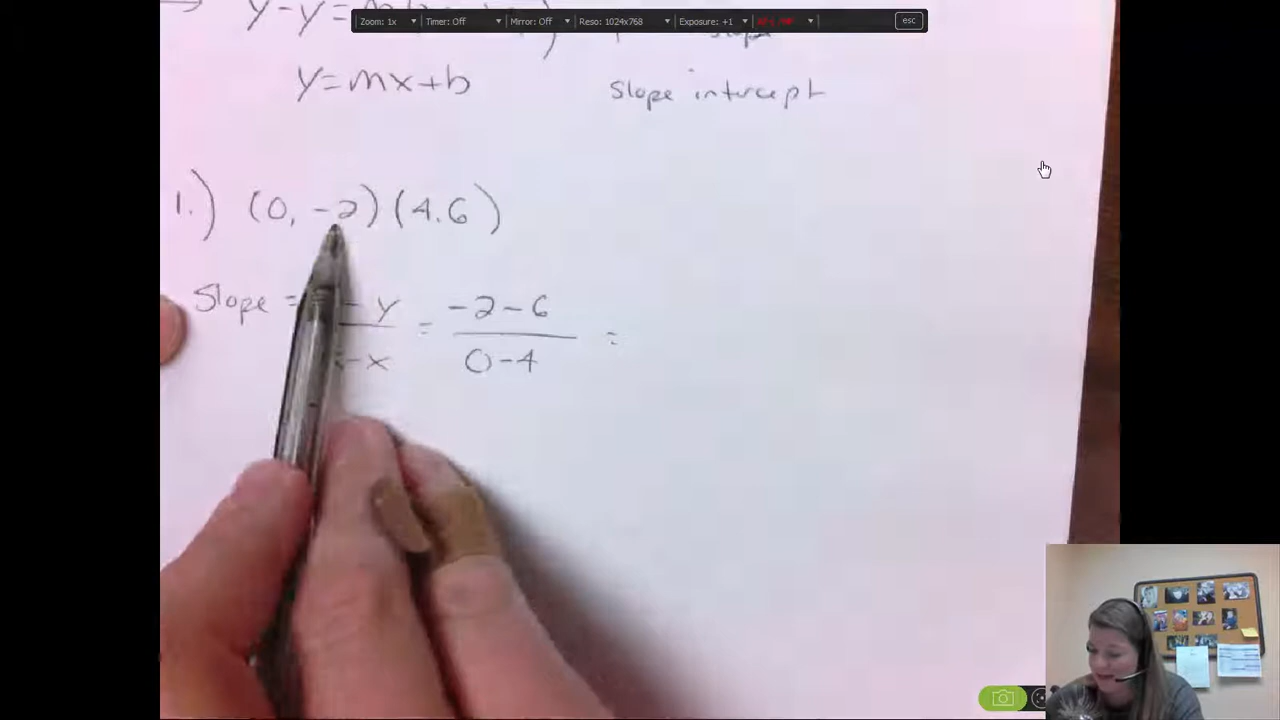 Zoom: 1x Timer: Off Mirror: Off Reso: 1024x768 Exposure: +1 esc
y-y=
slope
y=mx+b slope intercept
1.) (0, -2)(4.6)
Slope = - y = -2-6 =
-x 0-4